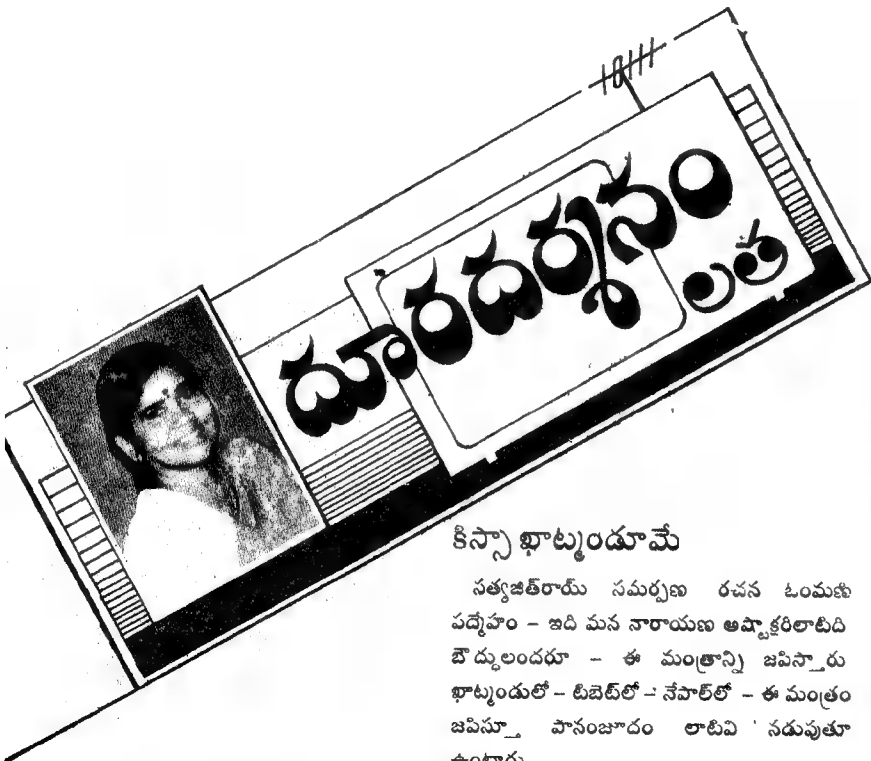 దూరదర్శనం
లత
కిస్సా ఖాట్మండూమే
సత్యజిత్‌రాయ్ సమర్పణ రచన ఓంమణి
పద్మేహం – ఇది మన నారాయణ అష్టాక్షరిలాటిది
బౌద్ధులందరూ – ఈ మంత్రాన్ని జపిస్తారు
ఖాట్మండులో – టిబెట్‌లో – నేపాల్‌లో – ఈ మంత్రం
జపిస్తూ పానంజూదం లాటివి నడుపుతూ